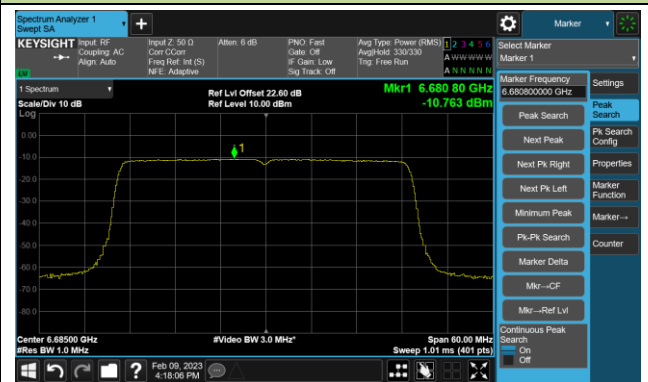 Spectrum Analyzer 1
Swept SA
+
Marker
KEYSIGHT
Input: RF
Coupling: AC
Align: Auto
Input Z: 50 Ω
Corr CCorr
Freq Ref: Int (S)
NFE: Adaptive
Atten: 6 dB
PNO: Fast
Gate: Off
IF Gain: Low
Sig Track: Off
Avg Type: Power (RMS)
Avg|Hold: 330/330
Trig: Free Run
1 2 3 4 5 6
A W W W W W
A N N N N N
LXI
Select Marker
Marker 1
1 Spectrum
Scale/Div 10 dB
Log
Ref Lvl Offset 22.60 dB
Ref Level 10.00 dBm
Mkr1 6.680 80 GHz
-10.763 dBm
0.00
-10.0
-20.0
-30.0
-40.0
-50.0
-60.0
-70.0
-80.0
1
Center 6.68500 GHz
#Res BW 1.0 MHz
#Video BW 3.0 MHz*
Span 60.00 MHz
Sweep 1.01 ms (401 pts)
Marker Frequency
6.680800000 GHz
Peak Search
Next Peak
Next Pk Right
Next Pk Left
Minimum Peak
Pk-Pk Search
Marker Delta
Mkr→CF
Mkr→Ref Lvl
Continuous Peak
Search
On
Off
Settings
Peak
Search
Pk Search
Config
Properties
Marker
Function
Marker→
Counter
?
Feb 09, 2023
4:18:06 PM